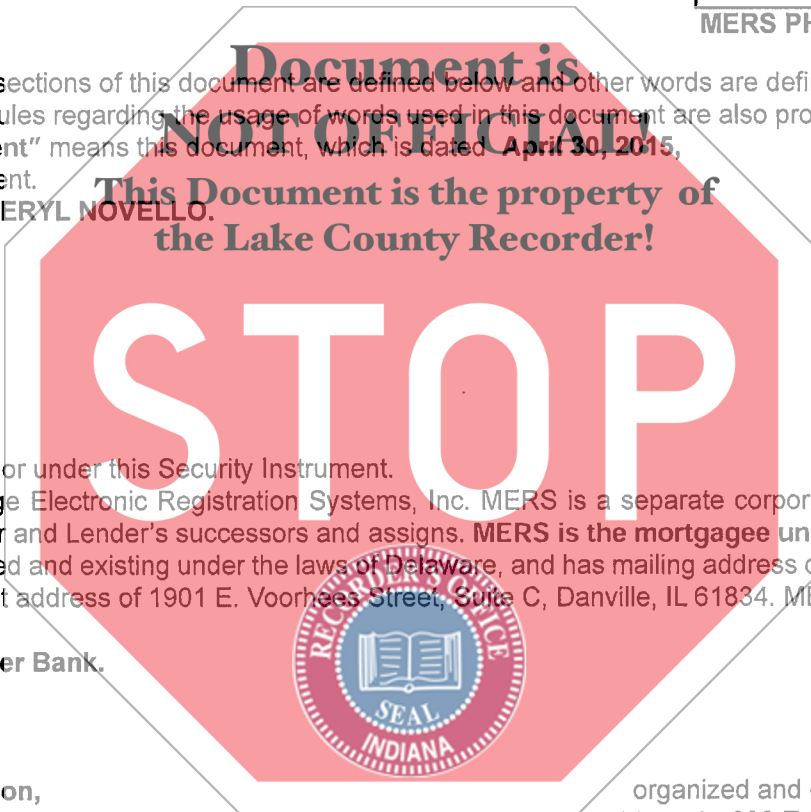 MERS PH
Document is
sections of this document are defined below and other words are defi
ules regarding the usage of words used in this document are also pro
NOT OFFICIAL!
nt" means this document, which is dated April 30, 2015,
ent.
This Document is the property of
ERYL NOVELLO.
the Lake County Recorder!
STOP
or under this Security Instrument.
ge Electronic Registration Systems, Inc. MERS is a separate corpor
r and Lender's successors and assigns. MERS is the mortgagee un
ed and existing under the laws of Delaware, and has mailing address o
t address of 1901 E. Voorhees Street, Suite C, Danville, IL 61834. ME
RECORDER'S OFFICE
er Bank.
SEAL
INDIANA
on,
organized and